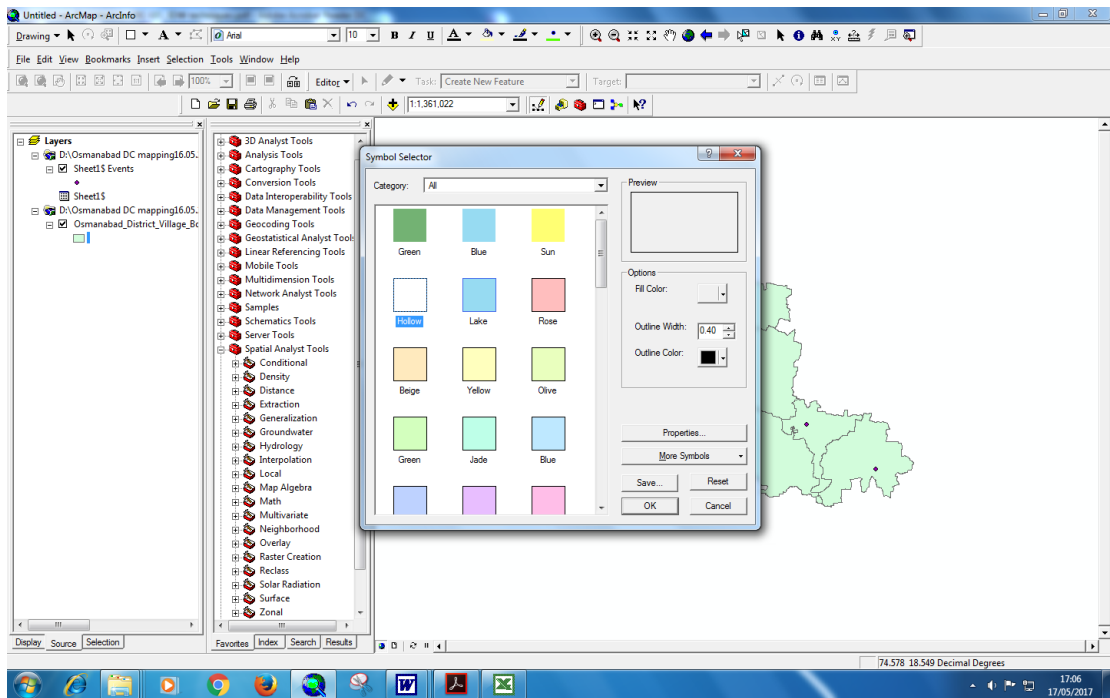 Untitled - ArcMap - ArcInfo
Drawing A Arial 10 B I U A
File Edit View Bookmarks Insert Selection Tools Window Help
100% Editor Task: Create New Feature Target:
1:1,361,022
Layers
D:\Osmanabad DC mapping16.05.
Sheet1$ Events
Sheet1$
D:\Osmanabad DC mapping16.05.
Osmanabad_District_Village_Bo
3D Analyst Tools
Analysis Tools
Cartography Tools
Conversion Tools
Data Interoperability Tools
Data Management Tools
Geocoding Tools
Geostatistical Analyst Tools
Linear Referencing Tools
Mobile Tools
Multidimension Tools
Network Analyst Tools
Samples
Schematics Tools
Server Tools
Spatial Analyst Tools
Conditional
Density
Distance
Extraction
Generalization
Groundwater
Hydrology
Interpolation
Local
Map Algebra
Math
Multivariate
Neighborhood
Overlay
Raster Creation
Reclass
Solar Radiation
Surface
Zonal
Symbol Selector
Category: All
Green Blue Sun
Hollow Lake Rose
Beige Yellow Olive
Green Jade Blue
Preview
Options
Fill Color:
Outline Width: 0.40
Outline Color:
Properties...
More Symbols
Save... Reset
OK Cancel
Display Source Selection
Favorites Index Search Results
74.578 18.549 Decimal Degrees
17:06
17/05/2017